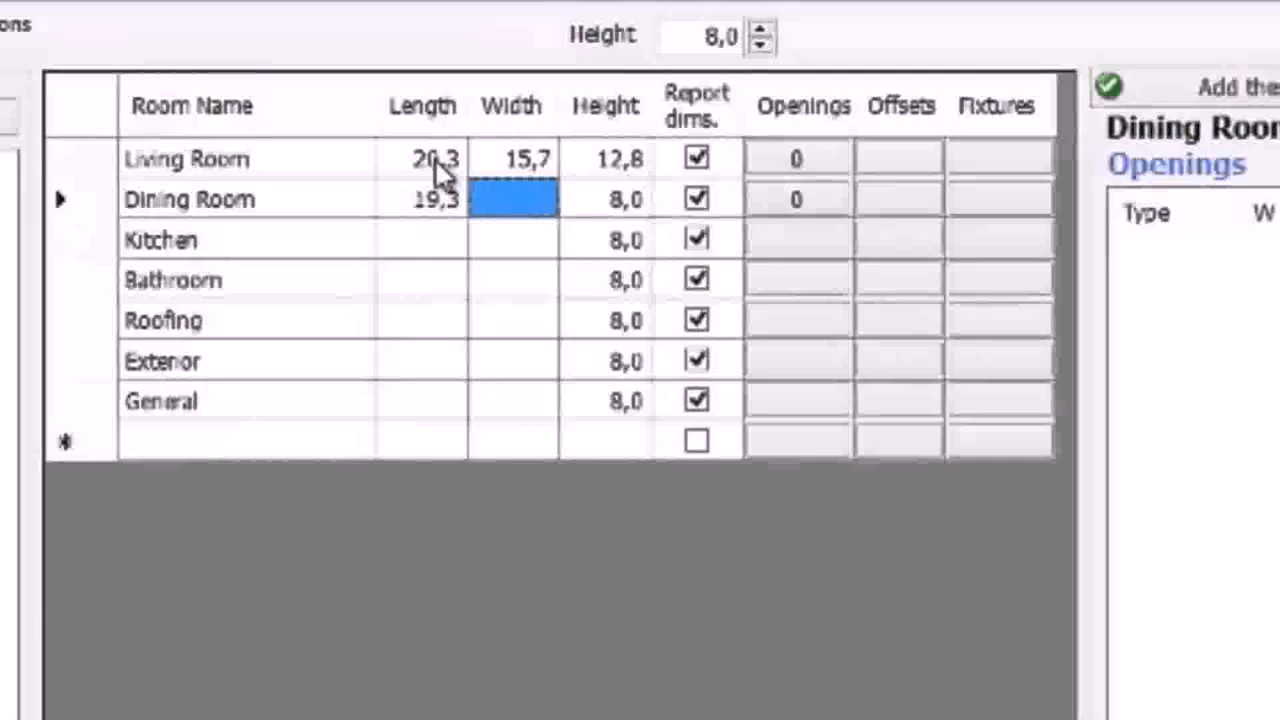 ons
Height 8,0
Room Name Length Width Height Report dims. Openings Offsets Fixtures
Living Room 20,3 15,7 12,8 0
Dining Room 19,3 8,0 0
Kitchen 8,0
Bathroom 8,0
Roofing 8,0
Exterior 8,0
General 8,0
Add the
Dining Roor
Openings
Type W